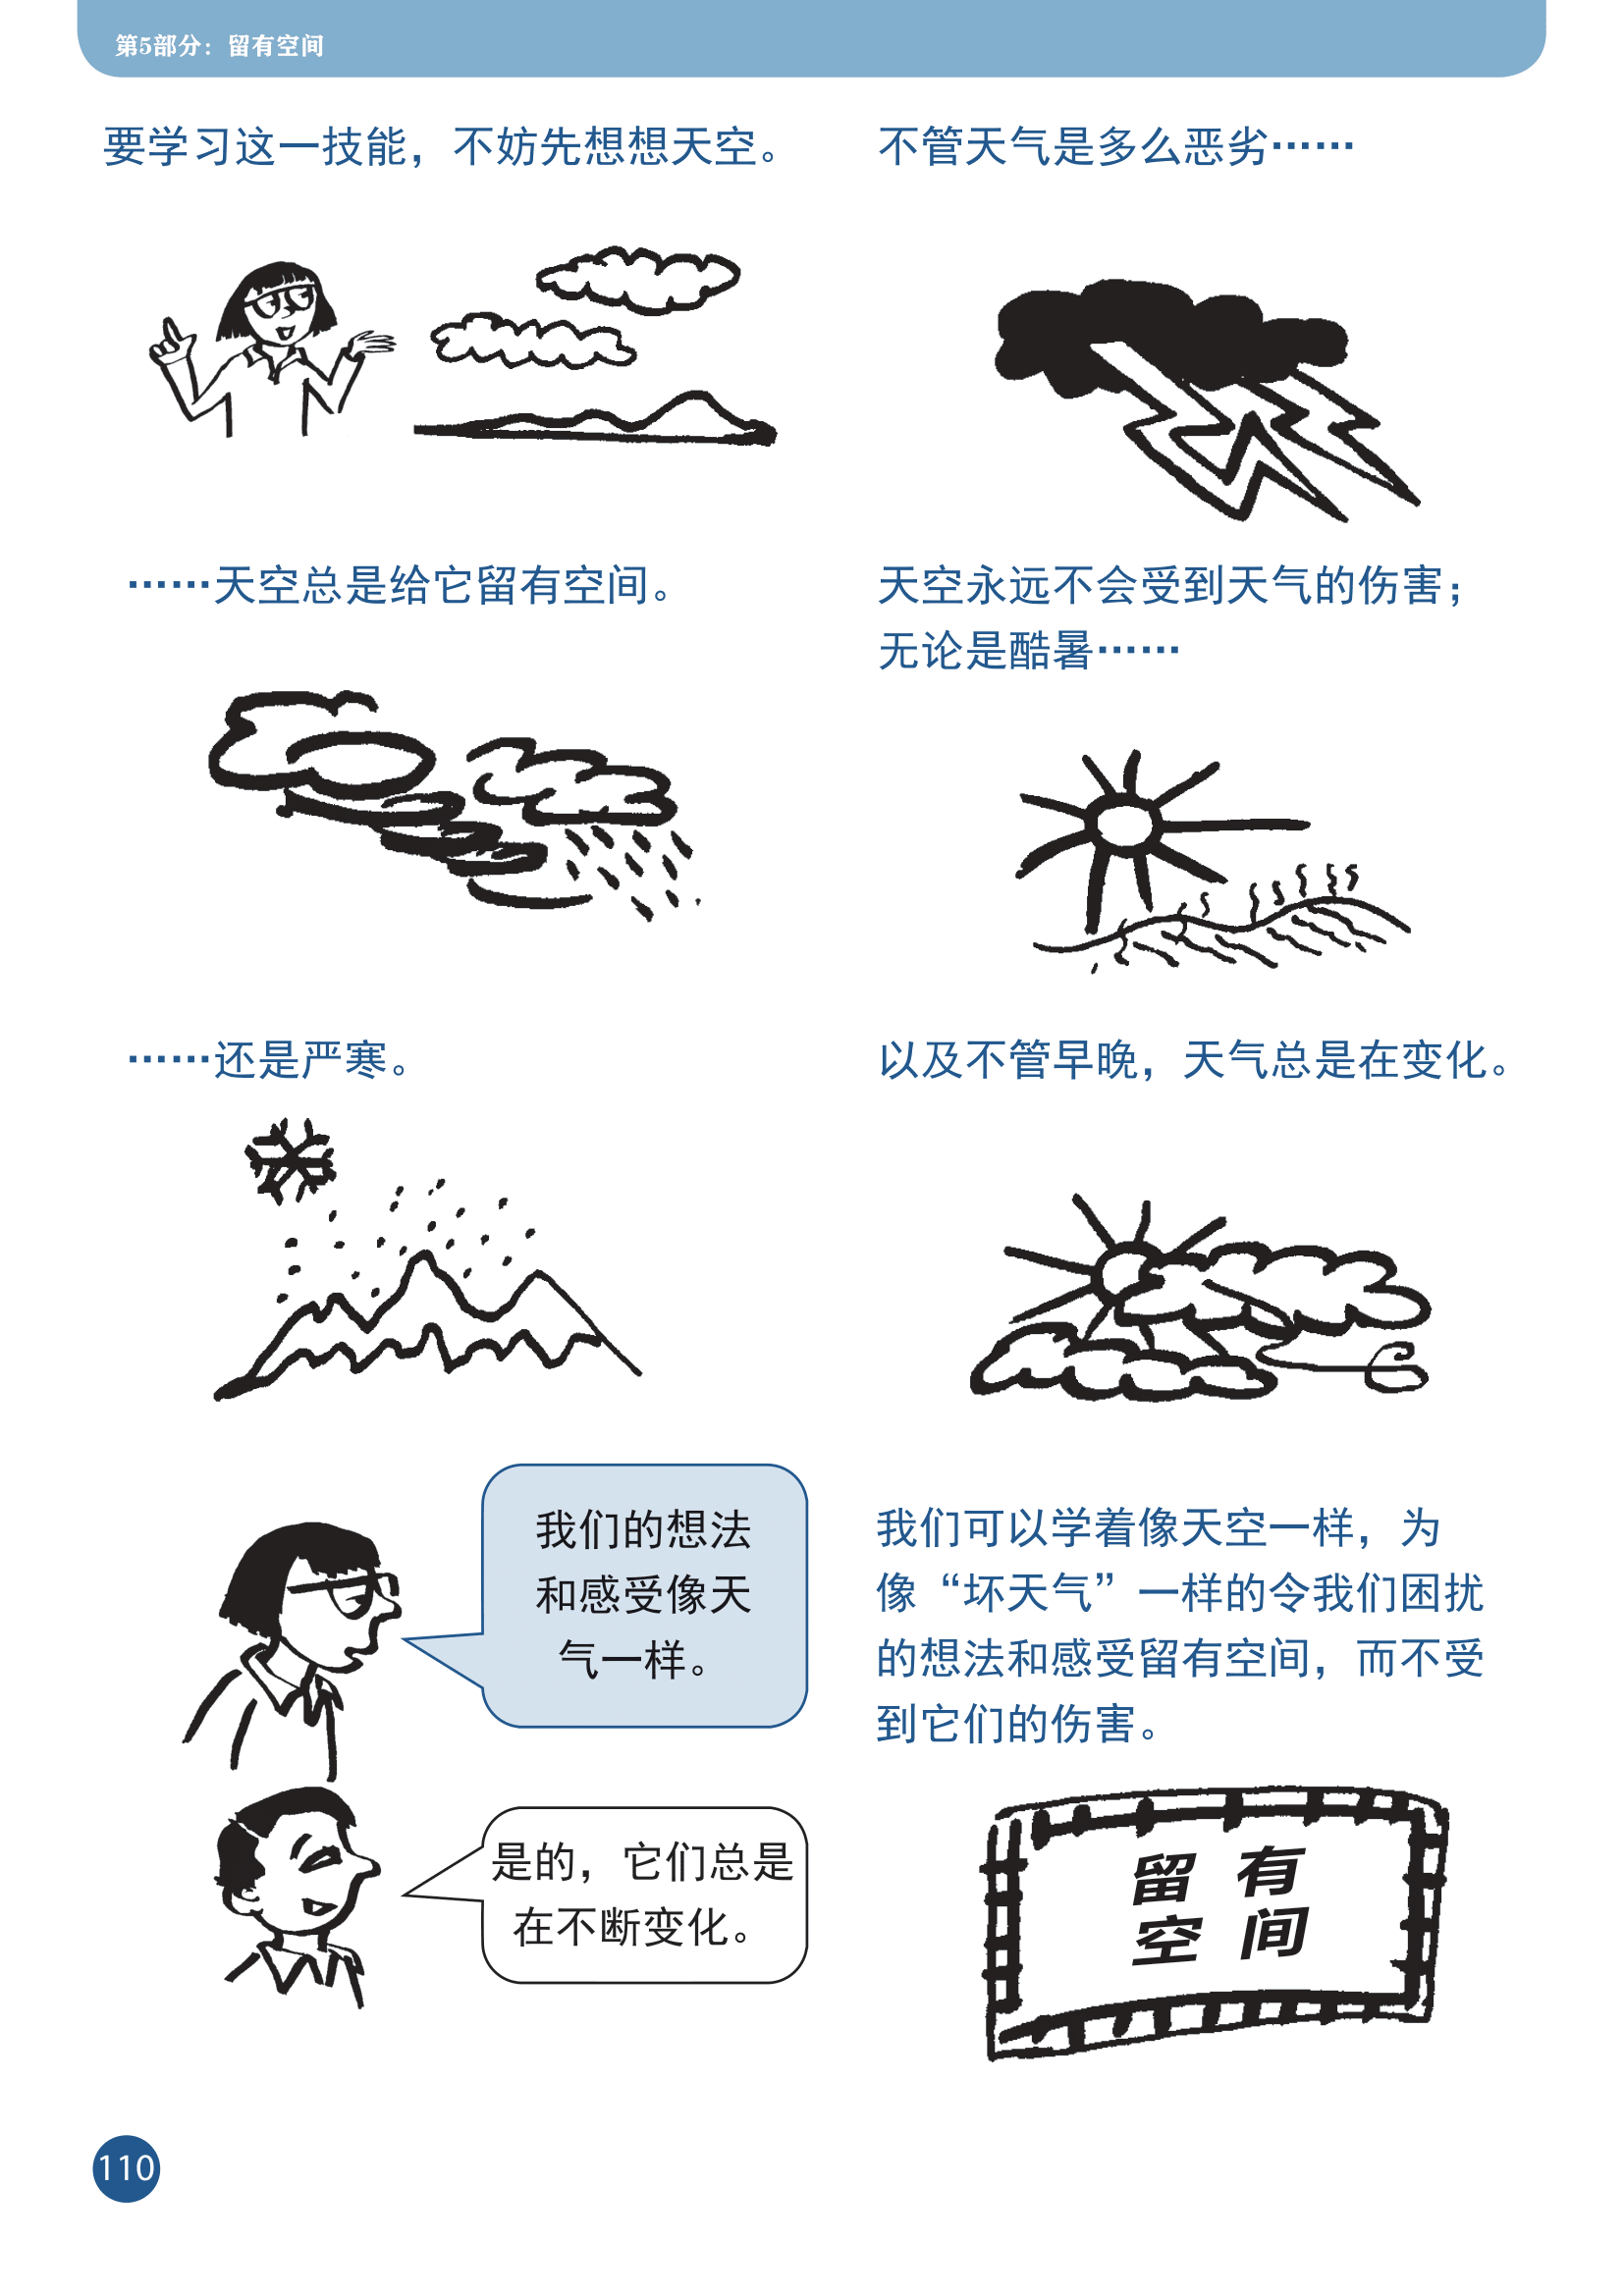 第5部分：留有空间
要学习这一技能，不妨先想想天空。
不管天气是多么恶劣……
……天空总是给它留有空间。
天空永远不会受到天气的伤害；
无论是酷暑……
……还是严寒。
以及不管早晚，天气总是在变化。
我们的想法
和感受像天
气一样。
是的，它们总是
在不断变化。
我们可以学着像天空一样，为
像“坏天气”一样的令我们困扰
的想法和感受留有空间，而不受
到它们的伤害。
留 有
空 间
110